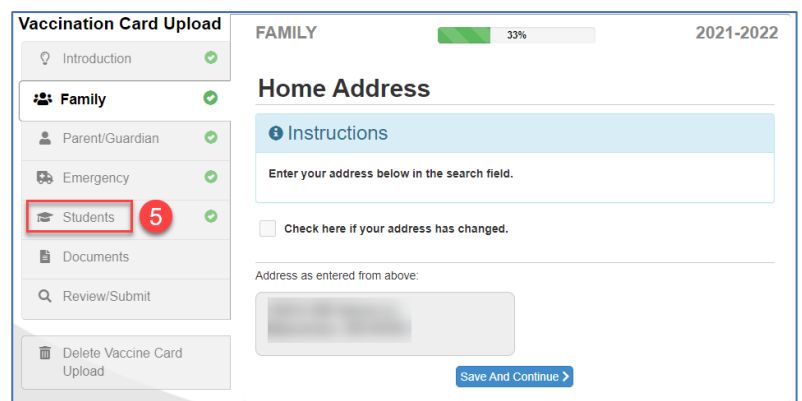 Vaccination Card Upload
Introduction
Family
Parent/Guardian
Emergency
Students 5
Documents
Review/Submit
Delete Vaccine Card
Upload
FAMILY 33% 2021-2022
Home Address
Instructions
Enter your address below in the search field.
Check here if your address has changed.
Address as entered from above:
Save And Continue